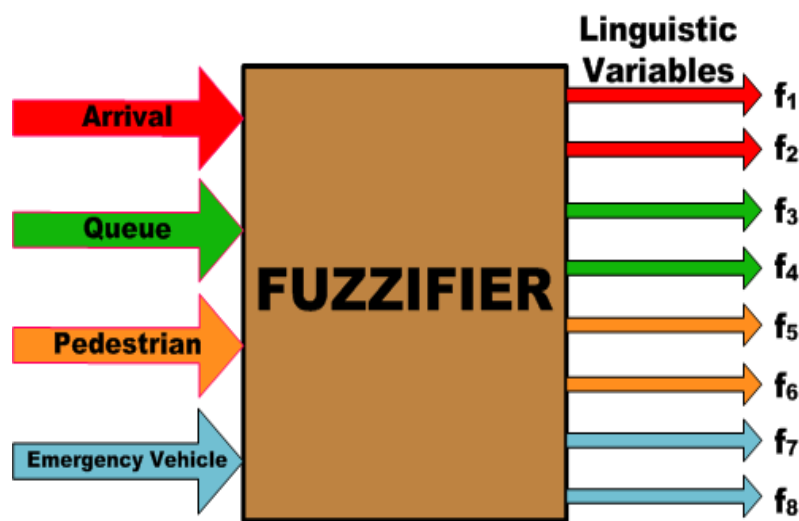 Linguistic
Variables
Arrival
Queue
Pedestrian
Emergency Vehicle
FUZZIFIER
f₁
f₂
f₃
f₄
f₅
f₆
f₇
f₈